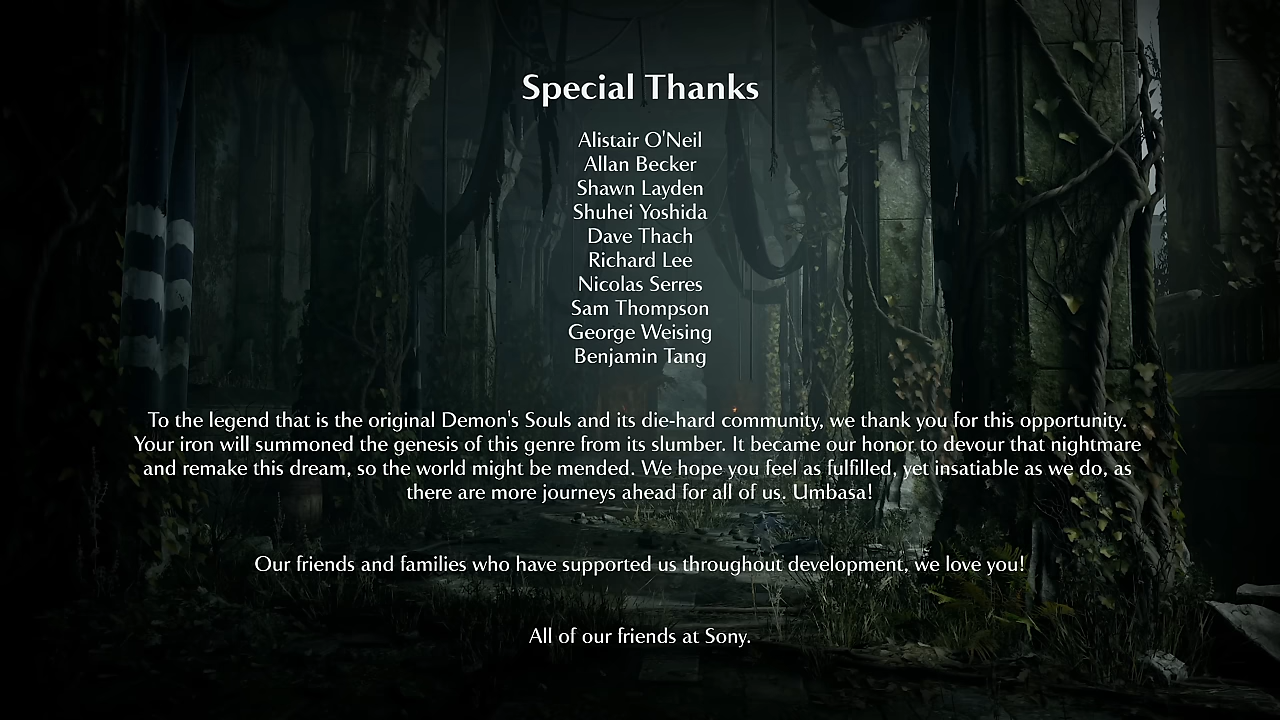 Special Thanks
Alistair O'Neil
Allan Becker
Shawn Layden
Shuhei Yoshida
Dave Thach
Richard Lee
Nicolas Serres
Sam Thompson
George Weising
Benjamin Tang
To the legend that is the original Demon's Souls and its die-hard community, we thank you for this opportunity.
Your iron will summoned the genesis of this genre from its slumber. It became our honor to devour that nightmare
and remake this dream, so the world might be mended. We hope you feel as fulfilled, yet insatiable as we do, as
there are more journeys ahead for all of us. Umbasa!
Our friends and families who have supported us throughout development, we love you!
All of our friends at Sony.